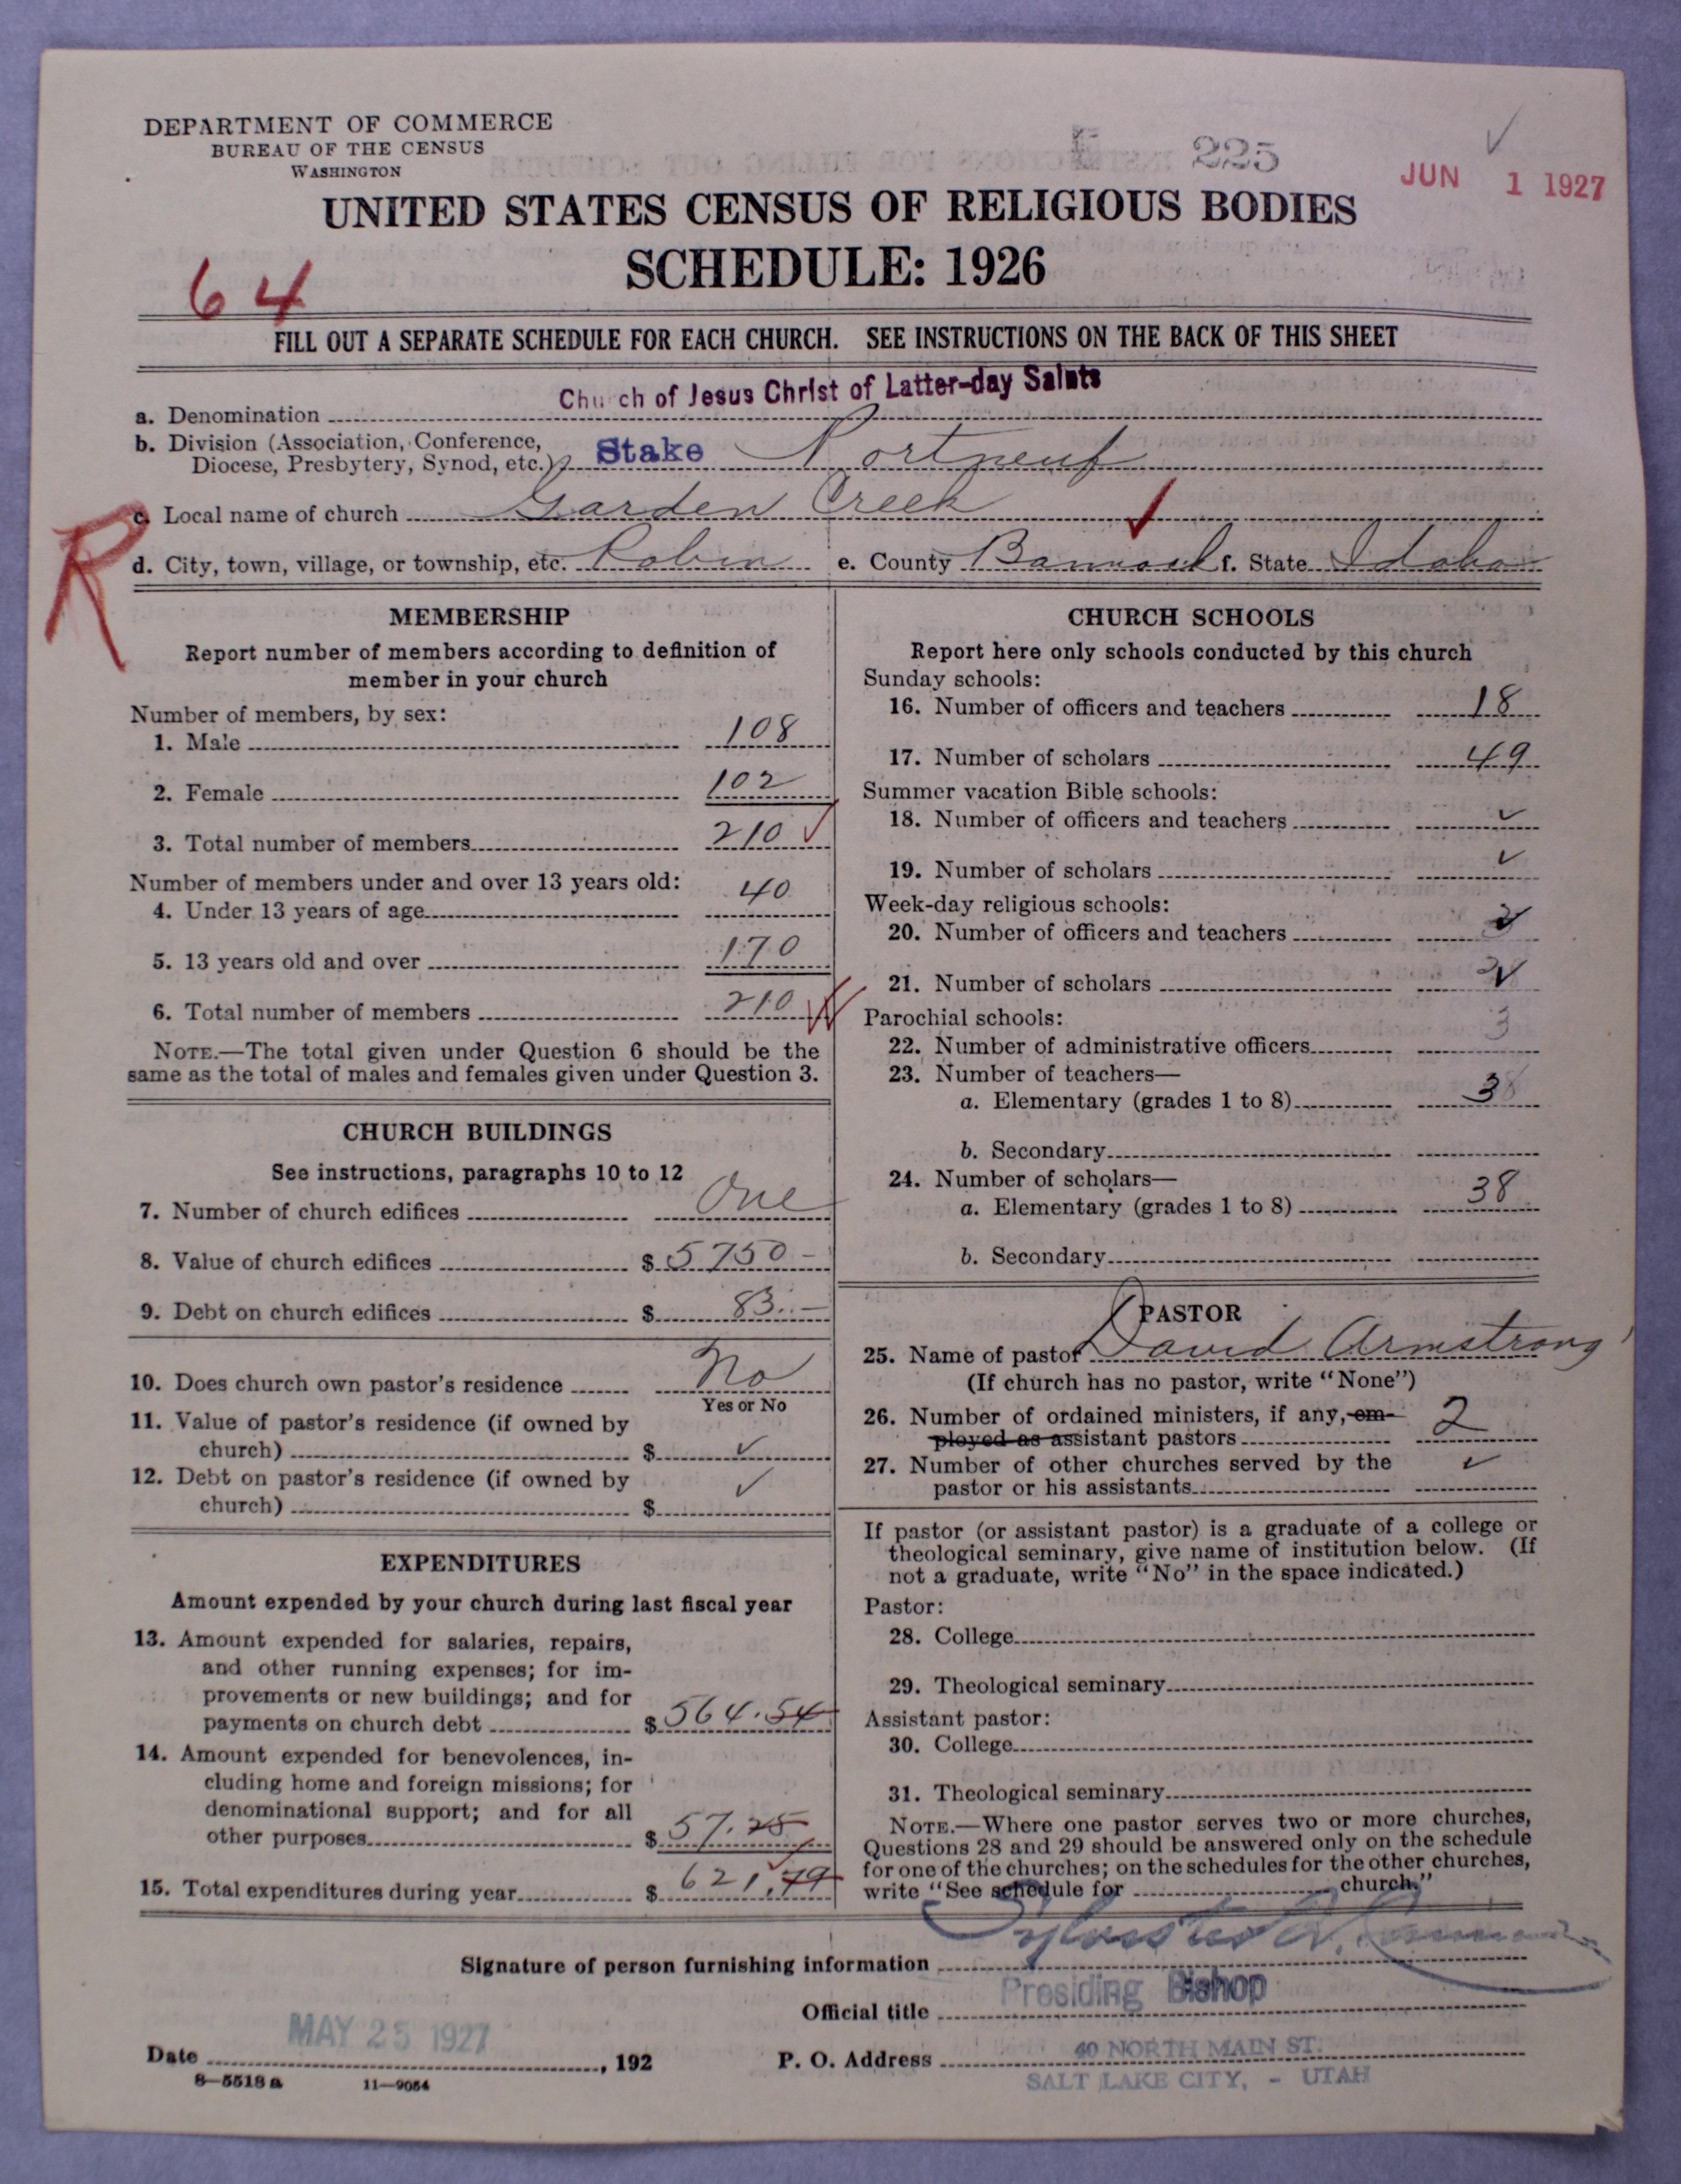 DEPARTMENT OF COMMERCE
BUREAU OF THE CENSUS
WASHINGTON
225
JUN 1 1927
UNITED STATES CENSUS OF RELIGIOUS BODIES
SCHEDULE: 1926
64
FILL OUT A SEPARATE SCHEDULE FOR EACH CHURCH. SEE INSTRUCTIONS ON THE BACK OF THIS SHEET
a. Denomination Church of Jesus Christ of Latter-day Saints
b. Division (Association, Conference,
Diocese, Presbytery, Synod, etc.) Stake Portneuf
c. Local name of church Garden Creek
R
d. City, town, village, or township, etc. Robin e. County Bannock f. State Idaho
MEMBERSHIP
Report number of members according to definition of
member in your church
Number of members, by sex:
1. Male 108
2. Female 102
3. Total number of members 210
Number of members under and over 13 years old:
4. Under 13 years of age 40
5. 13 years old and over 170
6. Total number of members 210
NOTE.—The total given under Question 6 should be the
same as the total of males and females given under Question 3.
CHURCH BUILDINGS
See instructions, paragraphs 10 to 12
7. Number of church edifices One
8. Value of church edifices $ 5750 –
9. Debt on church edifices $ 83.–
10. Does church own pastor's residence No
Yes or No
11. Value of pastor's residence (if owned by
church) $ ✓
12. Debt on pastor's residence (if owned by
church) $ ✓
EXPENDITURES
Amount expended by your church during last fiscal year
13. Amount expended for salaries, repairs,
and other running expenses; for im-
provements or new buildings; and for
payments on church debt $ 564.54
14. Amount expended for benevolences, in-
cluding home and foreign missions; for
denominational support; and for all
other purposes $ 57.25
15. Total expenditures during year $ 621.79
CHURCH SCHOOLS
Report here only schools conducted by this church
Sunday schools:
16. Number of officers and teachers 18
17. Number of scholars 49
Summer vacation Bible schools:
18. Number of officers and teachers ✓
19. Number of scholars ✓
Week-day religious schools:
20. Number of officers and teachers
21. Number of scholars
Parochial schools:
22. Number of administrative officers 3
23. Number of teachers—
a. Elementary (grades 1 to 8) 3
b. Secondary
24. Number of scholars—
a. Elementary (grades 1 to 8) 38
b. Secondary
PASTOR
25. Name of pastor David Armstrong
(If church has no pastor, write "None")
26. Number of ordained ministers, if any, em-
ployed as assistant pastors 2
27. Number of other churches served by the
pastor or his assistants ✓
If pastor (or assistant pastor) is a graduate of a college or
theological seminary, give name of institution below. (If
not a graduate, write "No" in the space indicated.)
Pastor:
28. College
29. Theological seminary
Assistant pastor:
30. College
31. Theological seminary
NOTE.—Where one pastor serves two or more churches,
Questions 28 and 29 should be answered only on the schedule
for one of the churches; on the schedules for the other churches,
write "See schedule for church."
Signature of person furnishing information Sylvester Q. Cannon
Official title Presiding Bishop
Date MAY 25 1927, 192
P. O. Address 40 NORTH MAIN ST.
SALT LAKE CITY, - UTAH
8—5518 a 11—9054